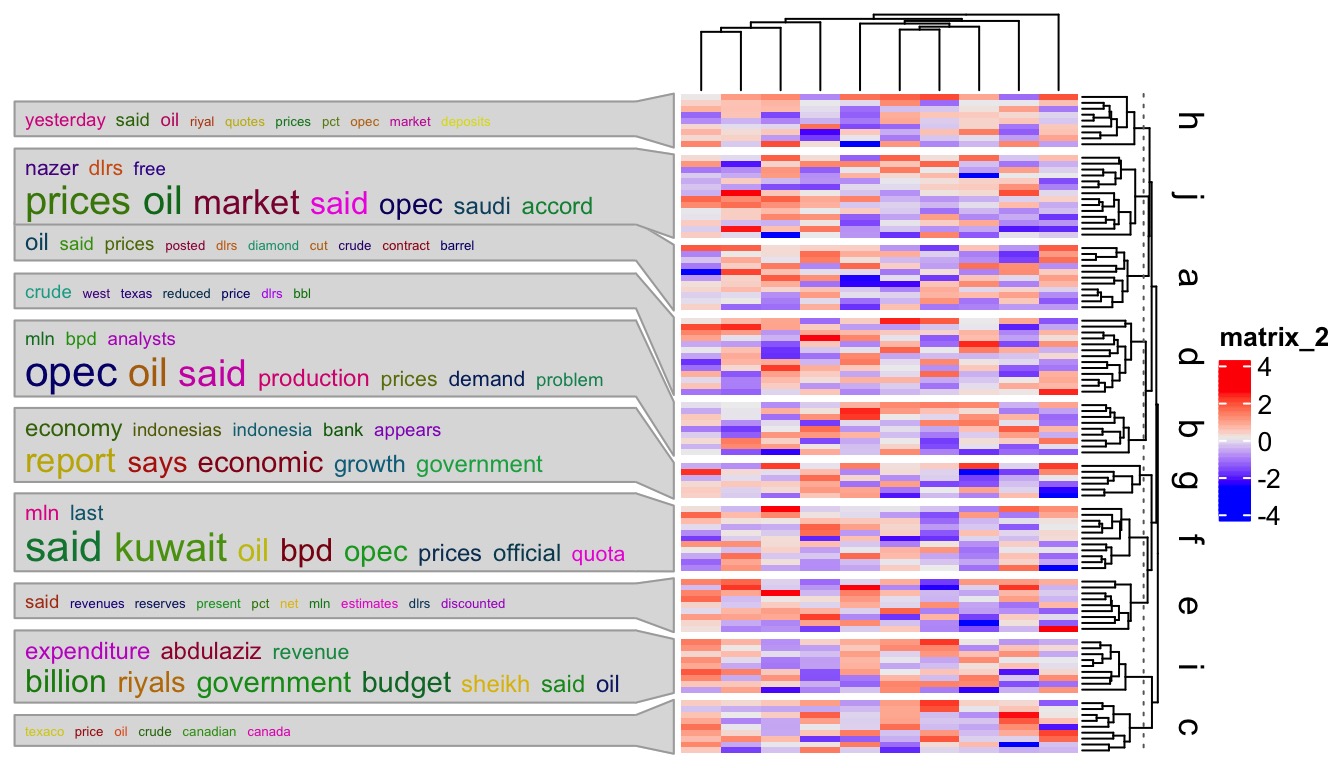 yesterday said oil riyal quotes prices pct opec market deposits
nazer dlrs free
prices oil market said opec saudi accord
oil said prices posted dlrs diamond cut crude contract barrel
crude west texas reduced price dlrs bbl
mln bpd analysts
opec oil said production prices demand problem
economy indonesias indonesia bank appears
report says economic growth government
mln last
said kuwait oil bpd opec prices official quota
said revenues reserves present pct net mln estimates dlrs discounted
expenditure abdulaziz revenue
billion riyals government budget sheikh said oil
texaco price oil crude canadian canada
h
j
a
d
b
g
f
e
i
c
matrix_2
4
2
0
-2
-4